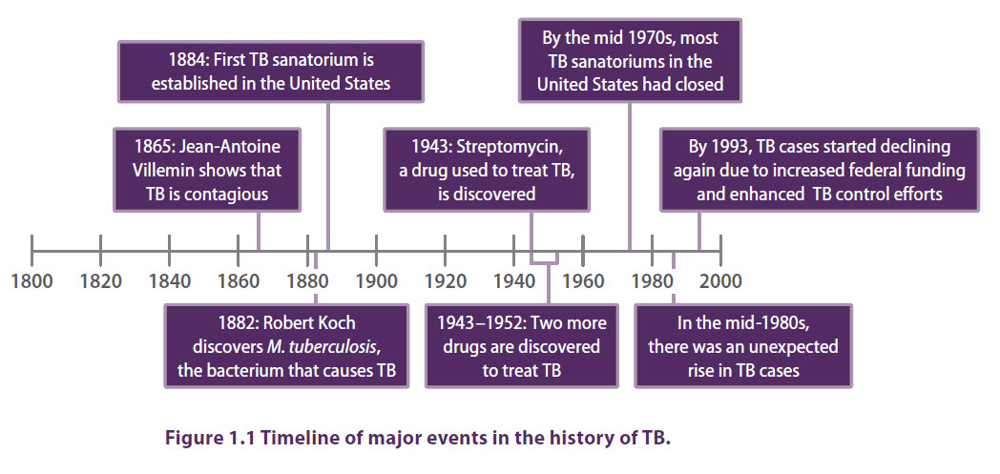 By the mid 1970s, most
TB sanatoriums in the
United States had closed
1884: First TB sanatorium is
established in the United States
1865: Jean-Antoine
Villemin shows that
TB is contagious
1943: Streptomycin,
a drug used to treat TB,
is discovered
By 1993, TB cases started declining
again due to increased federal funding
and enhanced TB control efforts
1800 1820 1840 1860 1880 1900 1920 1940 1960 1980 2000
1882: Robert Koch
discovers M. tuberculosis,
the bacterium that causes TB
1943–1952: Two more
drugs are discovered
to treat TB
In the mid-1980s,
there was an unexpected
rise in TB cases
Figure 1.1 Timeline of major events in the history of TB.